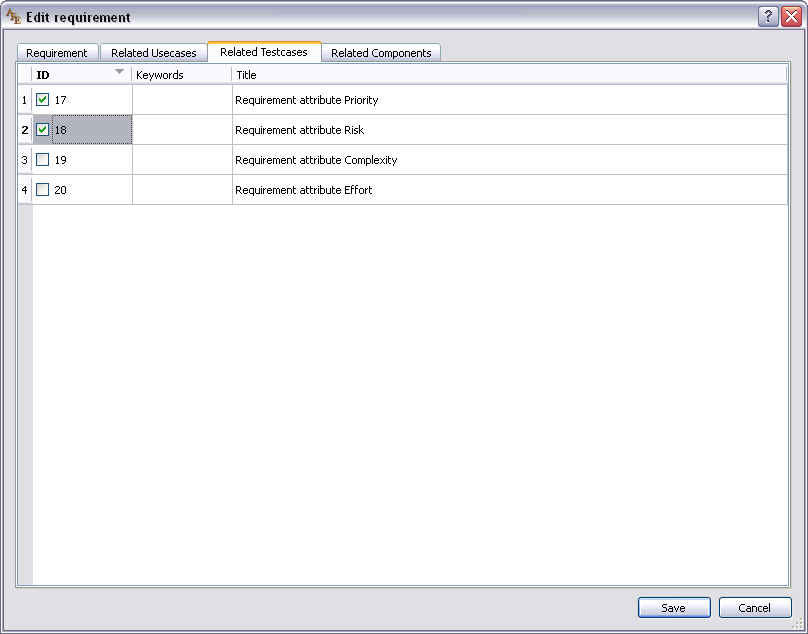 Edit requirement
Requirement Related Usecases Related Testcases Related Components
ID Keywords Title
1 17 Requirement attribute Priority
2 18 Requirement attribute Risk
3 19 Requirement attribute Complexity
4 20 Requirement attribute Effort
Save Cancel